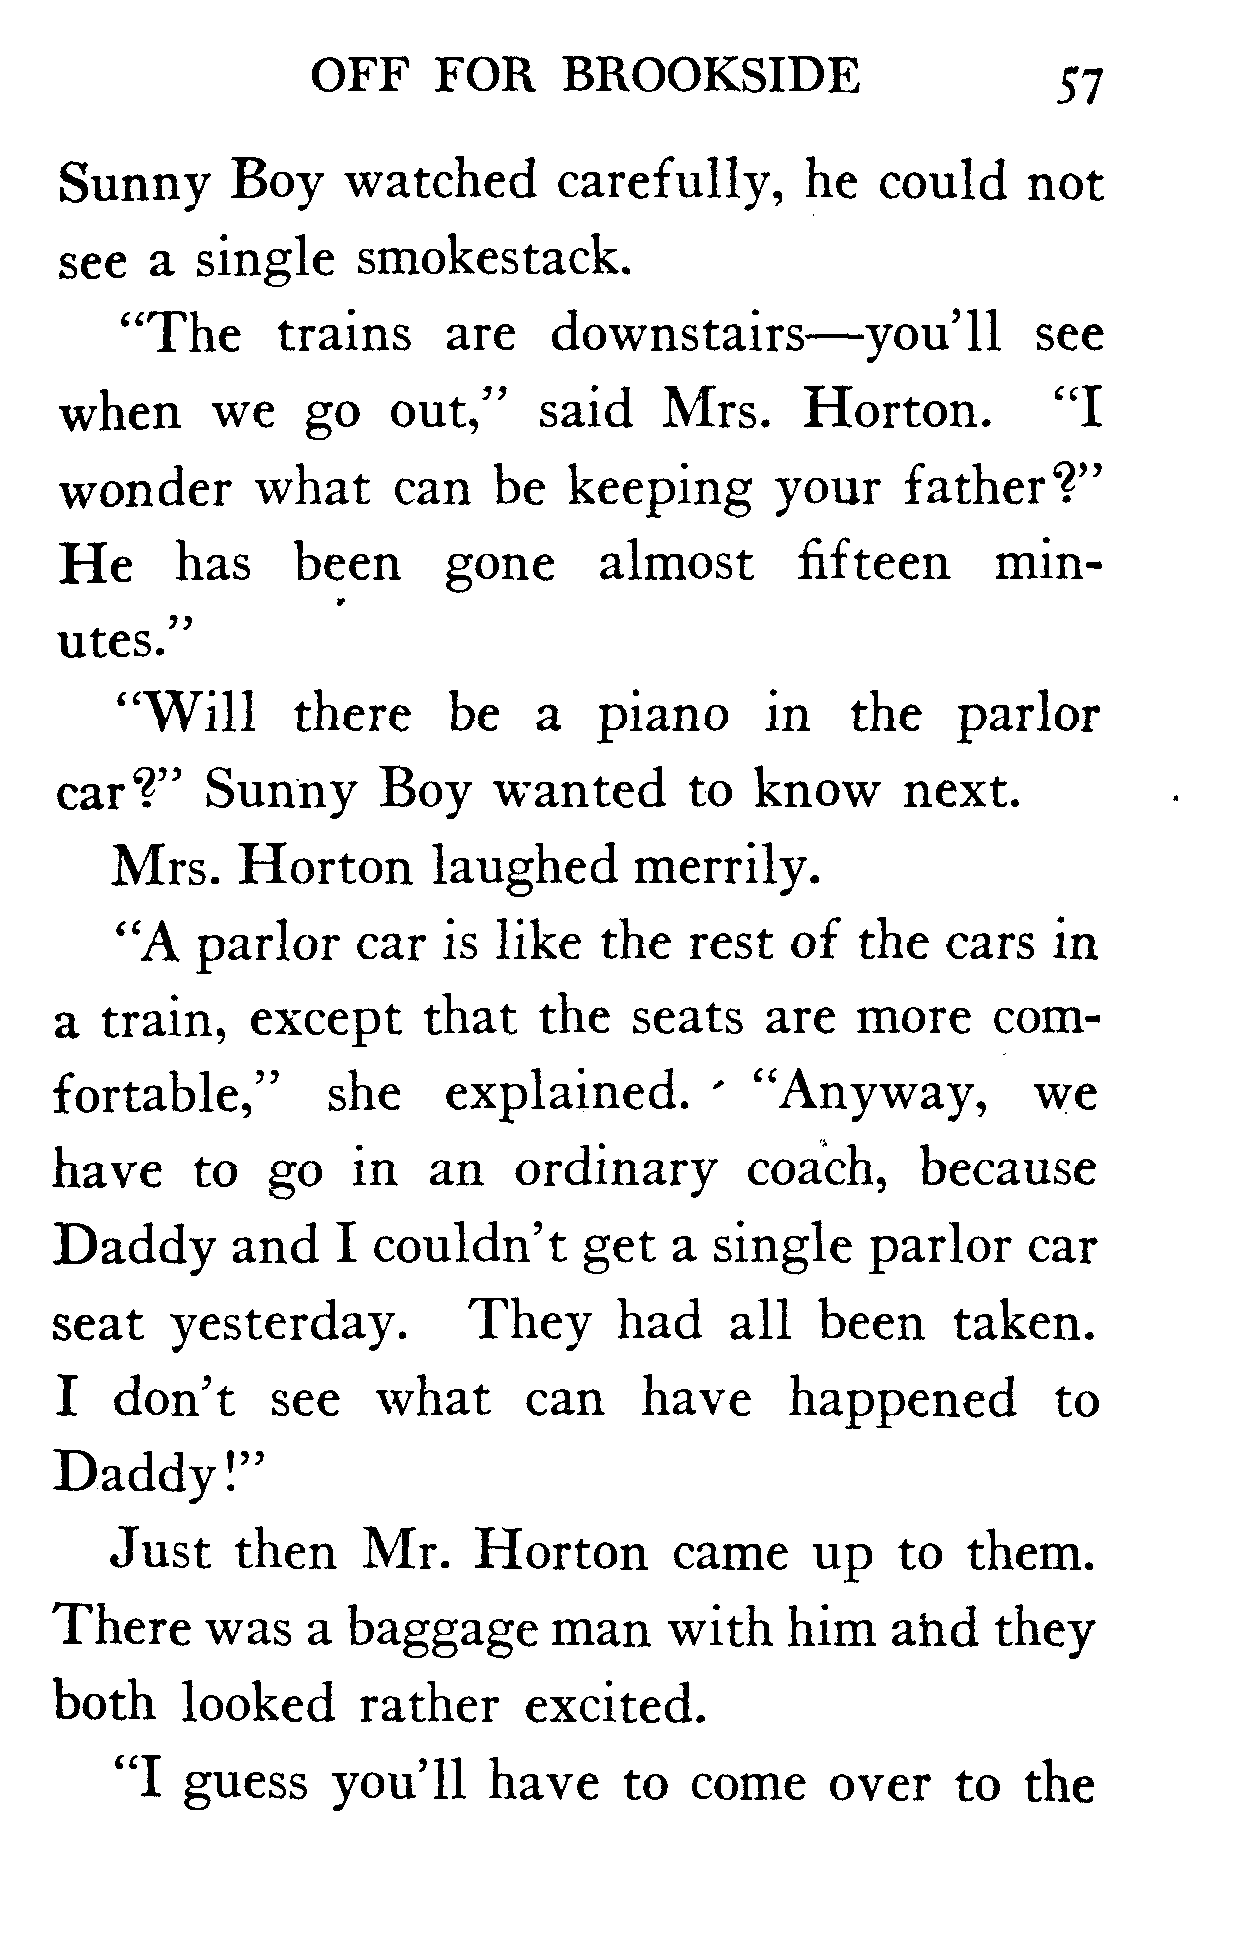 OFF FOR BROOKSIDE 57
Sunny Boy watched carefully, he could not
see a single smokestack.
“The trains are downstairs—you’ll see
when we go out,” said Mrs. Horton. “I
wonder what can be keeping your father?”
He has been gone almost fifteen min-
utes.”
“Will there be a piano in the parlor
car?” Sunny Boy wanted to know next.
Mrs. Horton laughed merrily.
“A parlor car is like the rest of the cars in
a train, except that the seats are more com-
fortable,” she explained. “Anyway, we
have to go in an ordinary coach, because
Daddy and I couldn’t get a single parlor car
seat yesterday. They had all been taken.
I don’t see what can have happened to
Daddy!”
Just then Mr. Horton came up to them.
There was a baggage man with him and they
both looked rather excited.
“I guess you’ll have to come over to the